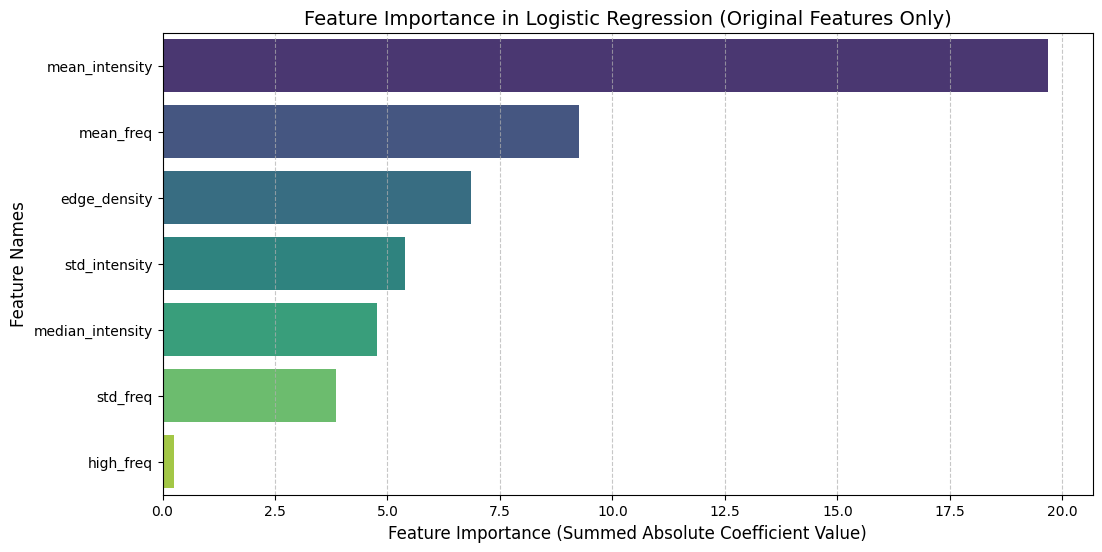 Feature Importance in Logistic Regression (Original Features Only)
Feature Names
mean_intensity
mean_freq
edge_density
std_intensity
median_intensity
std_freq
high_freq
0.0 2.5 5.0 7.5 10.0 12.5 15.0 17.5 20.0
Feature Importance (Summed Absolute Coefficient Value)